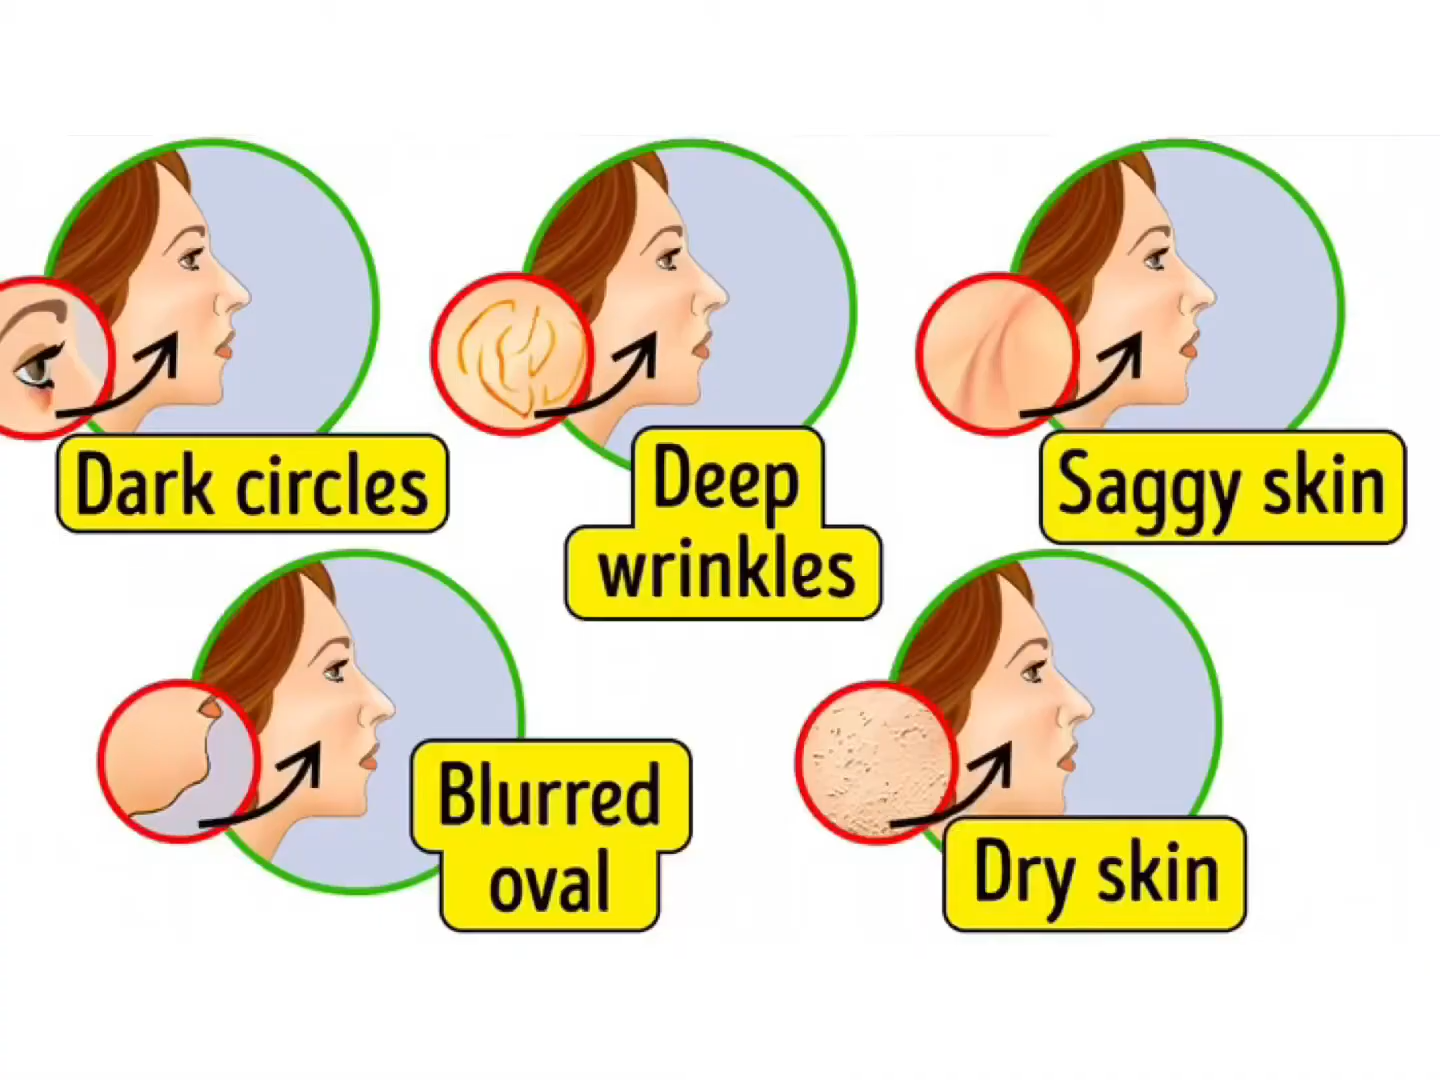 Dark circles
Deep
wrinkles
Saggy skin
Blurred
oval
Dry skin